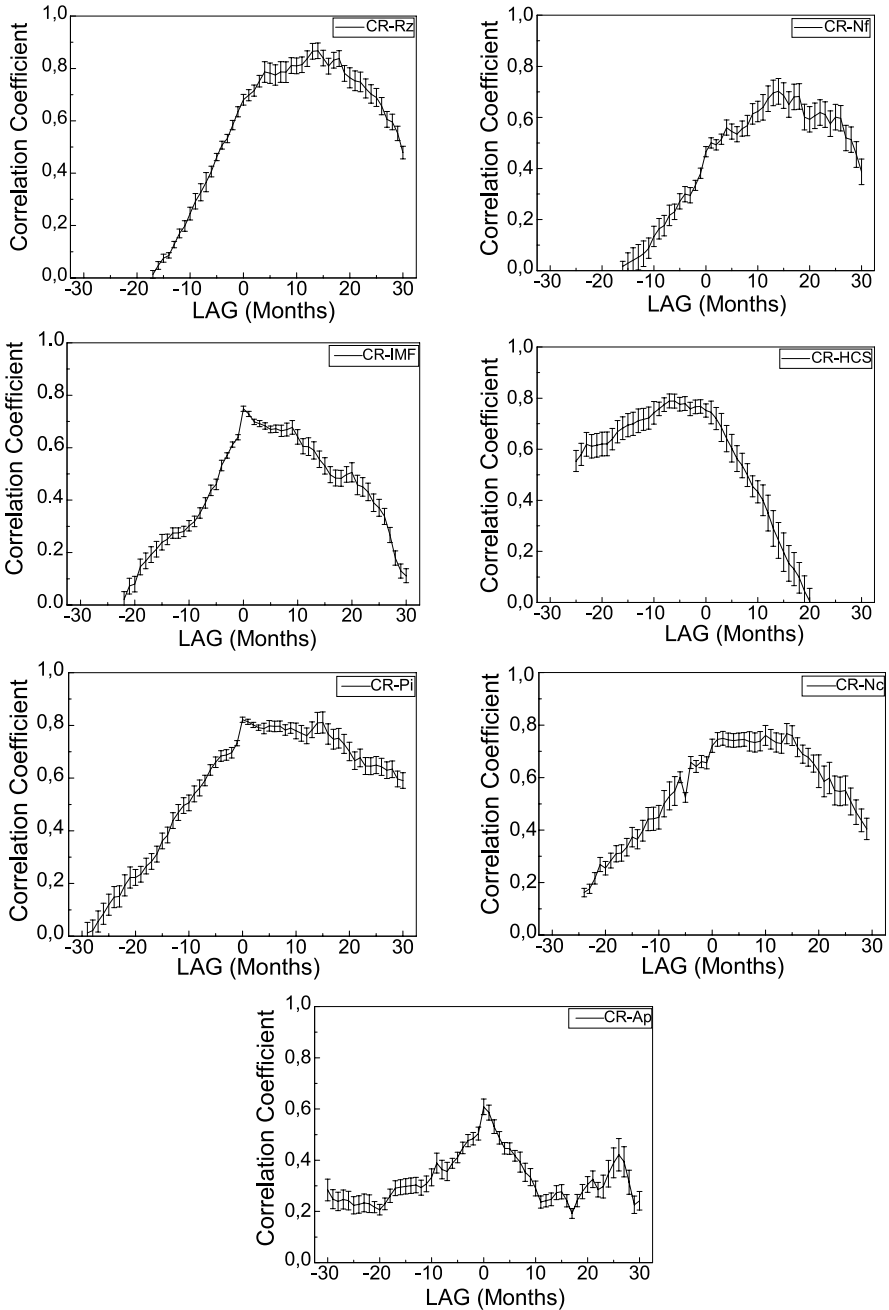 CR-Rz
Correlation Coefficient
1,0
0,8
0,6
0,4
0,2
0,0
-30 -20 -10 0 10 20 30
LAG (Months)
CR-Nf
Correlation Coefficient
1,0
0,8
0,6
0,4
0,2
0,0
-30 -20 -10 0 10 20 30
LAG (Months)
CR-IMF
Correlation Coefficient
1.0
0.8
0.6
0.4
0.2
0.0
-30 -20 -10 0 10 20 30
LAG (Months)
CR-HCS
Correlation Coefficient
1,0
0,8
0,6
0,4
0,2
0,0
-30 -20 -10 0 10 20 30
LAG (Months)
CR-Pi
Correlation Coefficient
1,0
0,8
0,6
0,4
0,2
0,0
-30 -20 -10 0 10 20 30
LAG (Months)
CR-Nc
Correlation Coefficient
1,0
0,8
0,6
0,4
0,2
0,0
-30 -20 -10 0 10 20 30
LAG (Months)
CR-Ap
Correlation Coefficient
1,0
0,8
0,6
0,4
0,2
0,0
-30 -20 -10 0 10 20 30
LAG (Months)